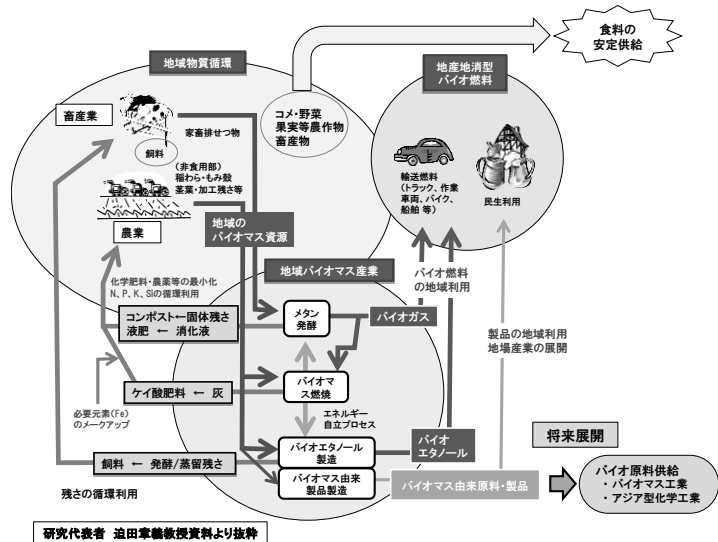 食料の
安定供給
地域物質循環
地産地消型
バイオ燃料
畜産業
家畜排せつ物
飼料
コメ・野菜
果実等農作物
畜産物
(非食用部)
稲わら・もみ殻
茎葉・加工残さ等
農業
輸送燃料
(トラック、作業
車両、バイク、
船舶 等)
民生利用
地域の
バイオマス資源
地域バイオマス産業
バイオ燃料
の地域利用
化学肥料・農薬等の最小化
N、P、K、Siの循環利用
コンポスト←固体残さ
液肥 ← 消化液
メタン
発酵
バイオガス
製品の地域利用
地場産業の展開
ケイ酸肥料 ← 灰
バイオマ
ス燃焼
必要元素(Fe)
のメークアップ
エネルギー
自立プロセス
飼料 ← 発酵/蒸留残さ
バイオエタノール
製造
バイオ
エタノール
バイオマス由来
製品製造
バイオマス由来原料・製品
将来展開
バイオ原料供給
・バイオマス工業
・アジア型化学工業
残さの循環利用
研究代表者 迫田章義教授資料より抜粋